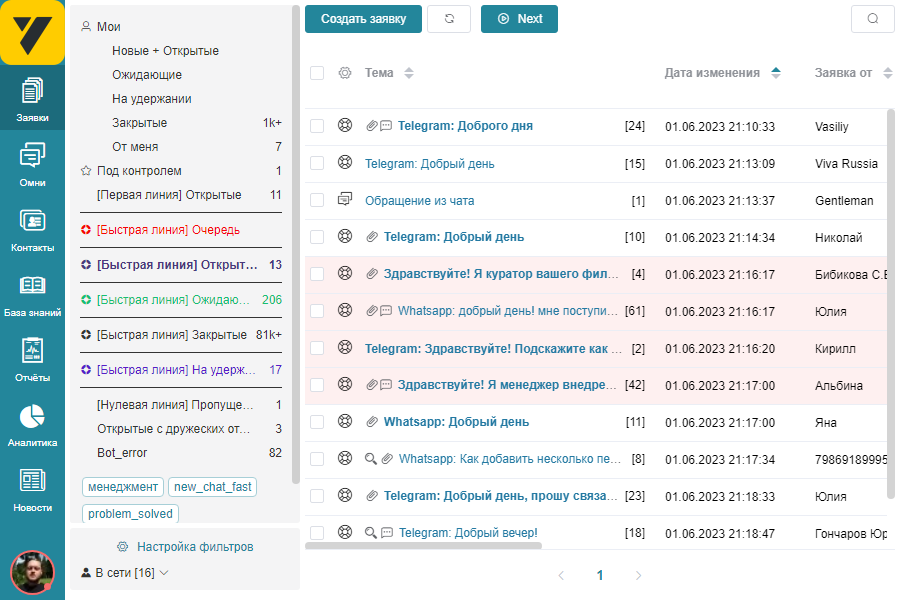 Заявки
Омни
Контакты
База знаний
Отчёты
Аналитика
Новости
Мои
Новые + Открытые
Ожидающие
На удержании
Закрытые 1k+
От меня 7
Под контролем 1
[Первая линия] Открытые 11
[Быстрая линия] Очередь
[Быстрая линия] Открыт... 13
[Быстрая линия] Ожидаю... 206
[Быстрая линия] Закрытые 81k+
[Быстрая линия] На удерж... 17
[Нулевая линия] Пропуще... 1
Открытые с дружеских от... 3
Bot_error 82
менеджмент new_chat_fast
problem_solved
Настройка фильтров
В сети [16]
Создать заявку Next
Тема Дата изменения Заявка от
Telegram: Доброго дня [24] 01.06.2023 21:10:33 Vasiliy
Telegram: Добрый день [15] 01.06.2023 21:13:09 Viva Russia
Обращение из чата [1] 01.06.2023 21:13:37 Gentleman
Telegram: Добрый день [10] 01.06.2023 21:14:34 Николай
Здравствуйте! Я куратор вашего фил... [4] 01.06.2023 21:16:17 Бибикова С.Е
Whatsapp: добрый день! мне поступи... [61] 01.06.2023 21:16:17 Юлия
Telegram: Здравствуйте! Подскажите как ... [2] 01.06.2023 21:16:20 Кирилл
Здравствуйте! Я менеджер внедре... [42] 01.06.2023 21:17:00 Альбина
Whatsapp: Добрый день [11] 01.06.2023 21:17:00 Яна
Whatsapp: Как добавить несколько пе... [8] 01.06.2023 21:17:34 79869189995
Telegram: Добрый день, прошу связа... [23] 01.06.2023 21:18:33 Юлия
Telegram: Добрый вечер! [18] 01.06.2023 21:18:47 Гончаров Юр
1